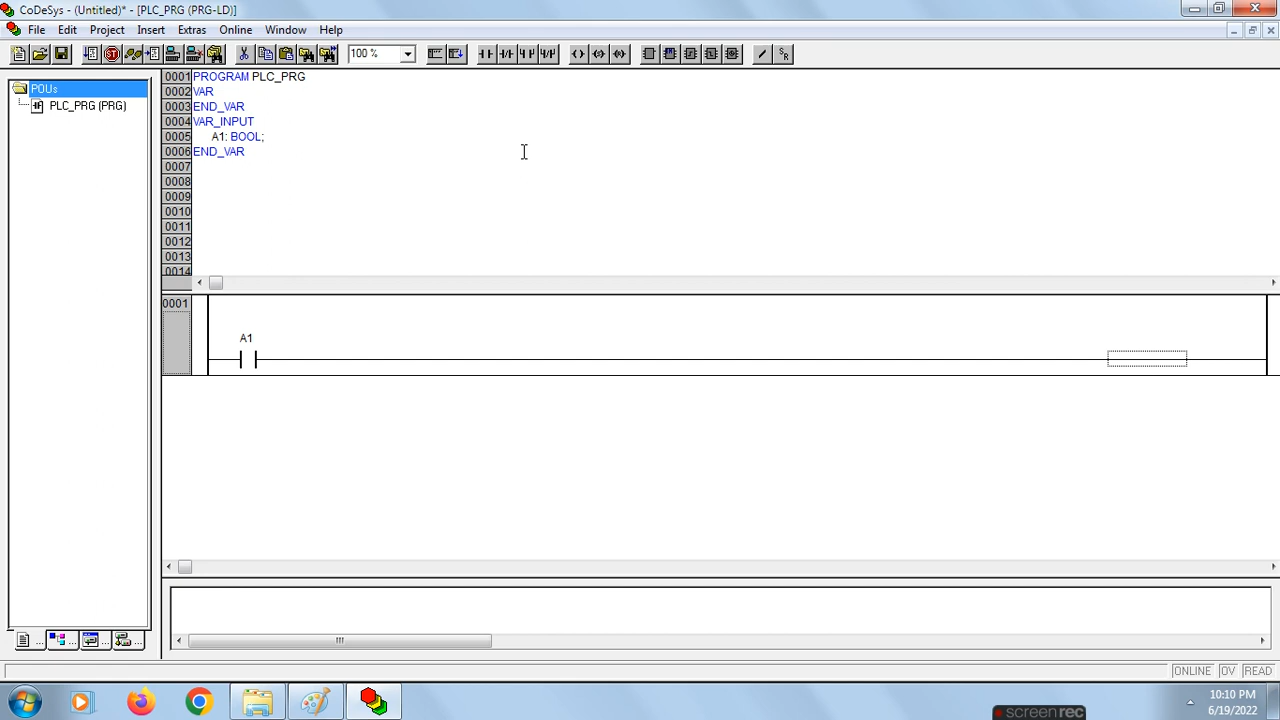 CoDeSys - (Untitled)* - [PLC_PRG (PRG-LD)]
File Edit Project Insert Extras Online Window Help
100 %
POUs
PLC_PRG (PRG)
0001 PROGRAM PLC_PRG
0002 VAR
0003 END_VAR
0004 VAR_INPUT
0005 A1: BOOL;
0006 END_VAR
0007
0008
0009
0010
0011
0012
0013
0014
0001
A1
ONLINE OV READ
10:10 PM
6/19/2022
screenrec